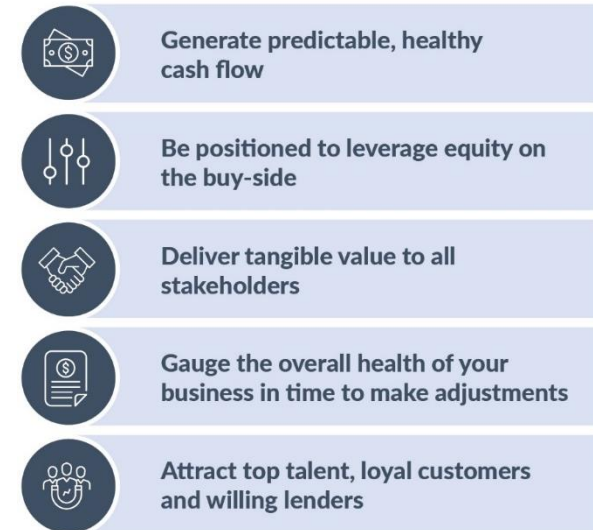 Generate predictable, healthy
cash flow
Be positioned to leverage equity on
the buy-side
Deliver tangible value to all
stakeholders
Gauge the overall health of your
business in time to make adjustments
Attract top talent, loyal customers
and willing lenders